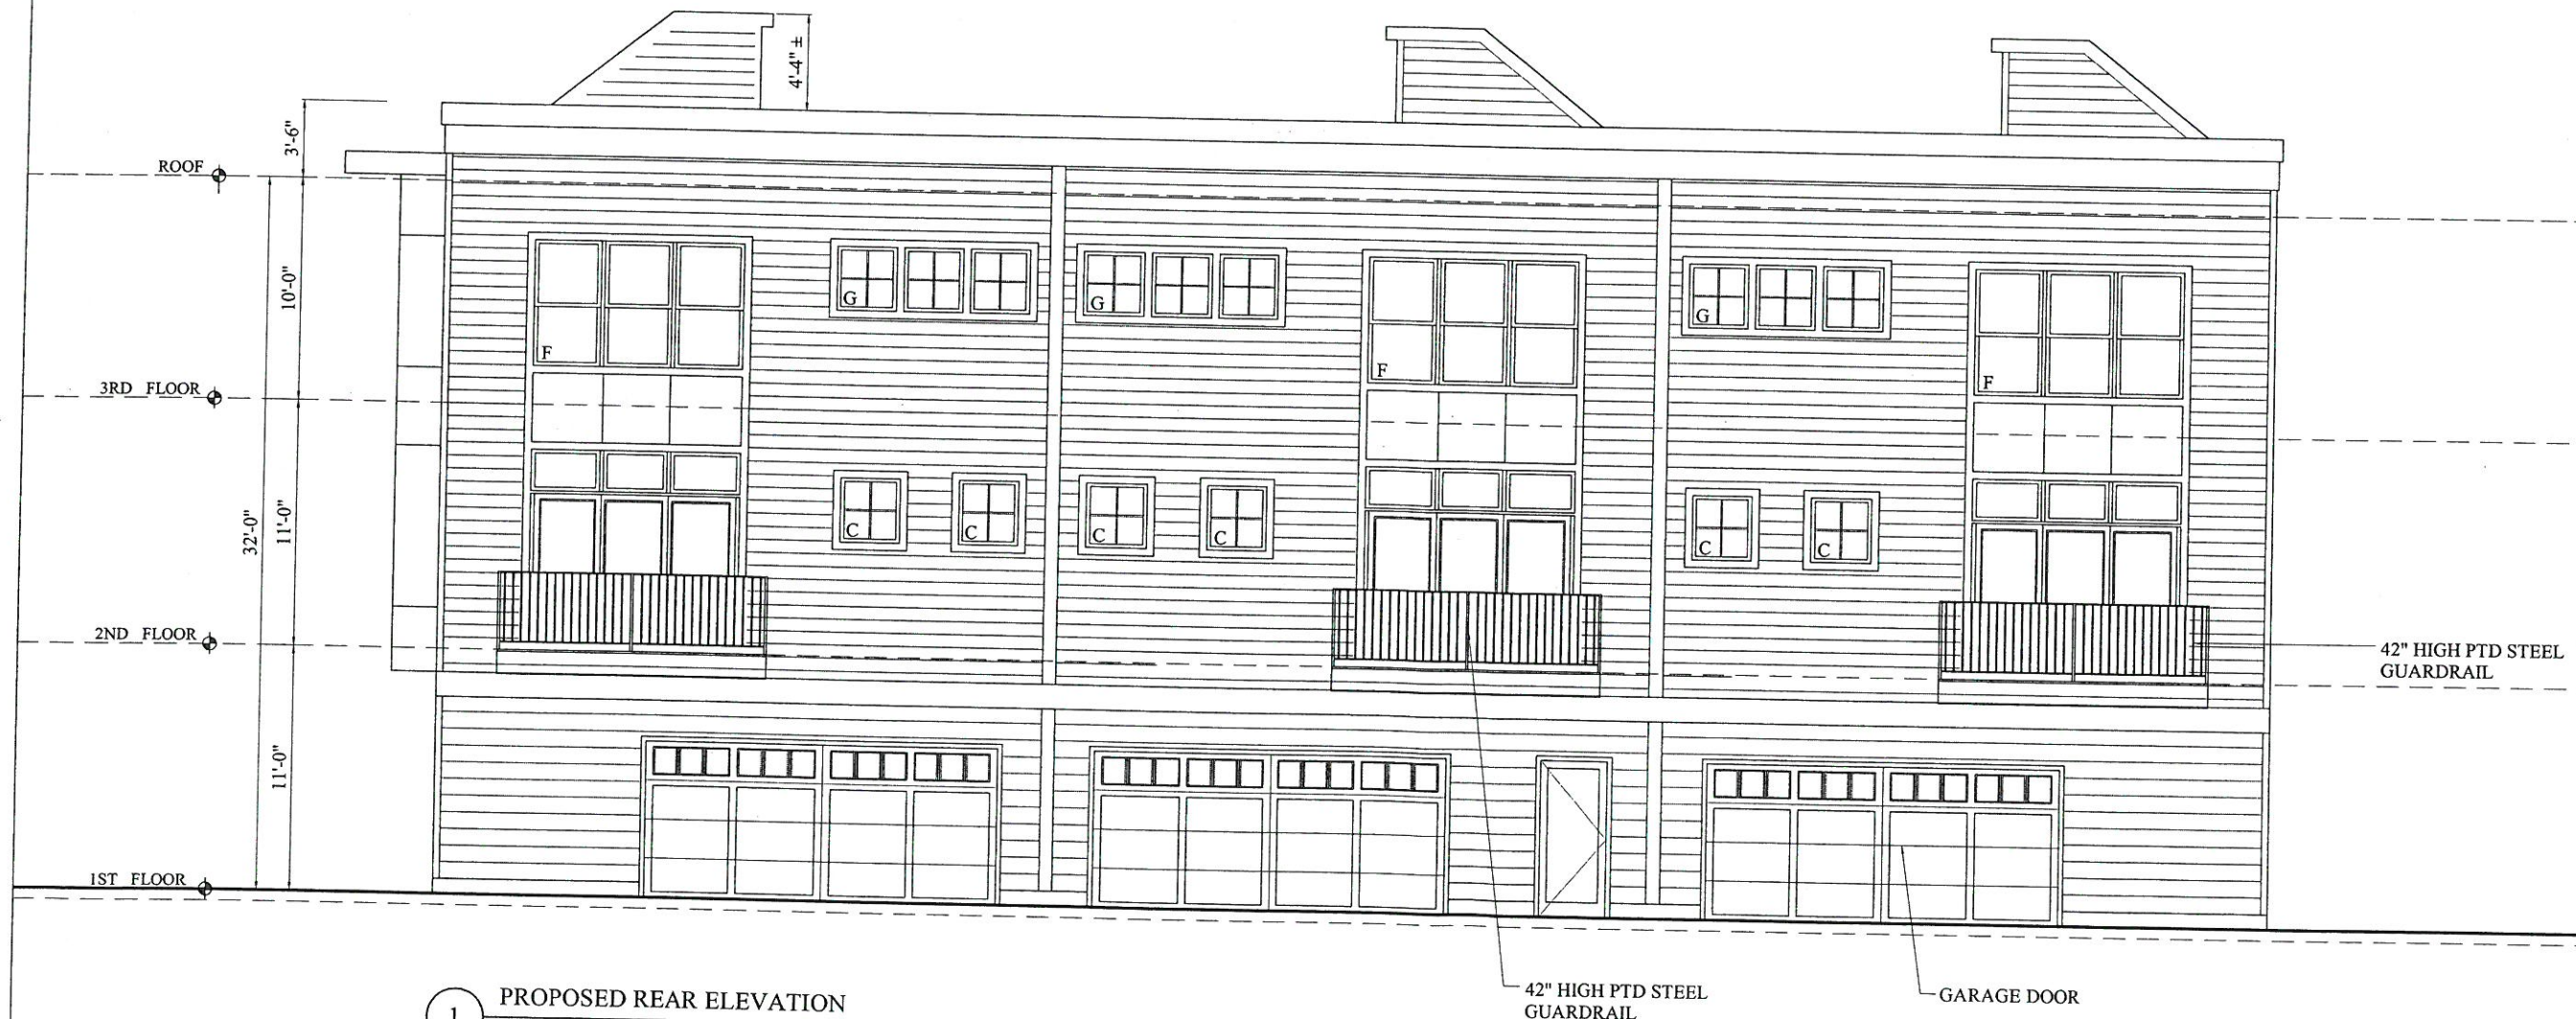 4'-4" ±
3'-6"
ROOF
10'-0"
G
G
G
F
F
F
3RD FLOOR
32'-0"
11'-0"
C
C
C
C
C
C
2ND FLOOR
42" HIGH PTD STEEL
GUARDRAIL
11'-0"
1ST FLOOR
1
PROPOSED REAR ELEVATION
42" HIGH PTD STEEL
GUARDRAIL
GARAGE DOOR